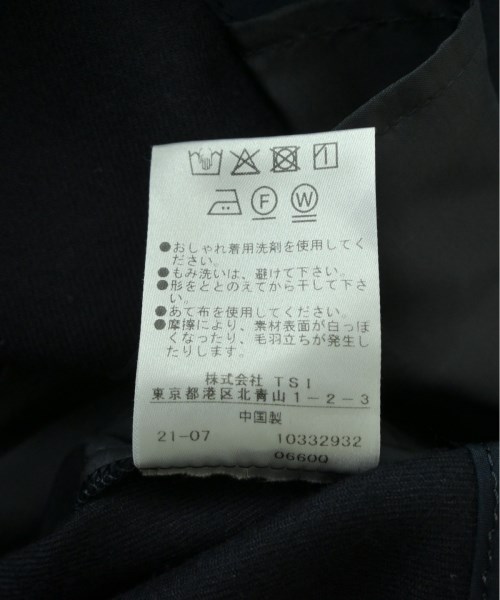 F W
●おしゃれ着用洗剤を使用してく
ださい。
●もみ洗いは、避けて下さい。
●形をととのえてから干して下さ
い。
●あて布を使用してください。
●摩擦により、素材表面が白っぽ
くなったり、毛羽立ちが発生し
たりします。
株式会社 TSI
東京都港区北青山1-2-3
中国製
21-07 10332932
0660Q